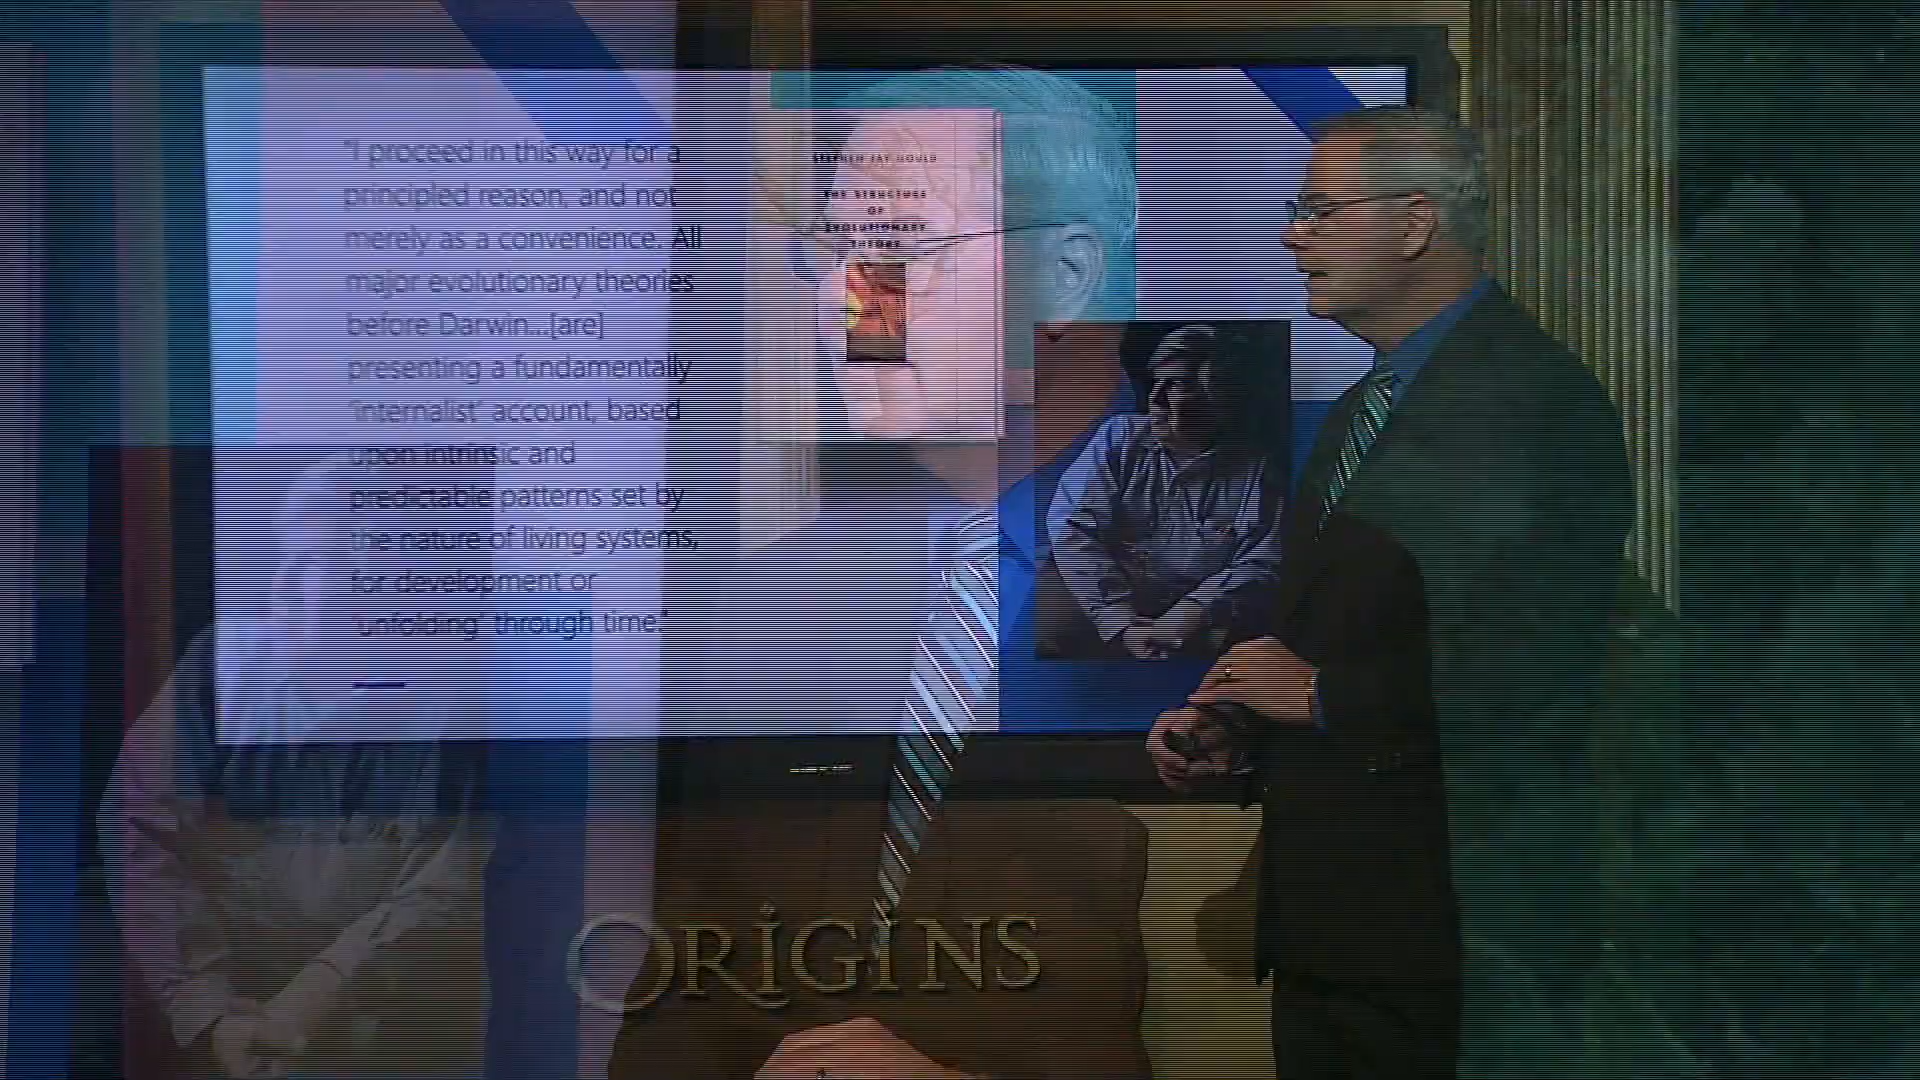 "I proceed in this way for a
principled reason, and not
merely as a convenience. All
major evolutionary theories
before Darwin...[are]
presenting a fundamentally
'internalist' account, based
upon intrinsic and
predictable patterns set by
the nature of living systems,
for development or
'unfolding' through time."
STEPHEN JAY GOULD
THE STRUCTURE
OF
EVOLUTIONARY
THEORY
ORIGINS